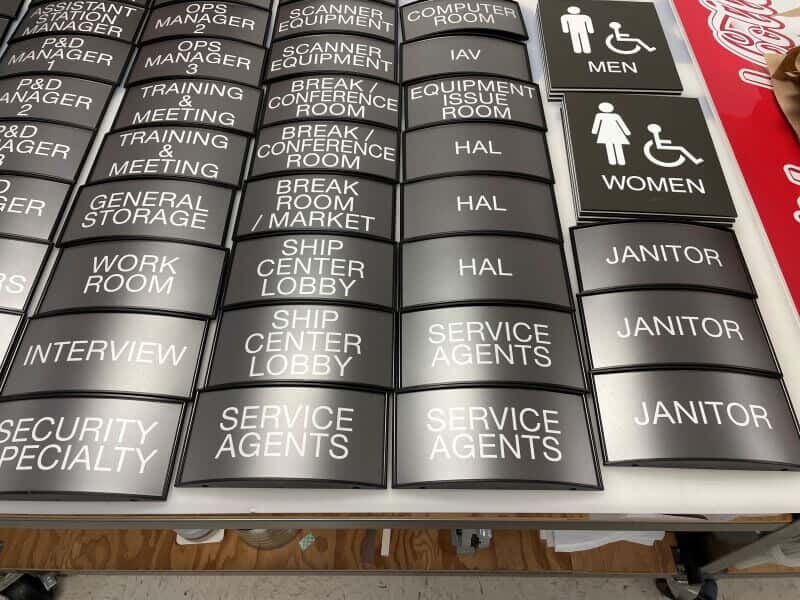 ASSISTANT
STATION
MANAGER
P&D
MANAGER
1
P&D
MANAGER
2
P&D
OPS
MANAGER
2
OPS
MANAGER
3
TRAINING
&
MEETING
TRAINING
&
MEETING
GENERAL
STORAGE
WORK
ROOM
INTERVIEW
SECURITY
SPECIALTY
SCANNER
EQUIPMENT
SCANNER
EQUIPMENT
BREAK /
CONFERENCE
ROOM
BREAK /
CONFERENCE
ROOM
BREAK
ROOM
/ MARKET
SHIP
CENTER
LOBBY
SHIP
CENTER
LOBBY
SERVICE
AGENTS
COMPUTER
ROOM
IAV
EQUIPMENT
ISSUE
ROOM
HAL
HAL
HAL
SERVICE
AGENTS
SERVICE
AGENTS
MEN
WOMEN
JANITOR
JANITOR
JANITOR